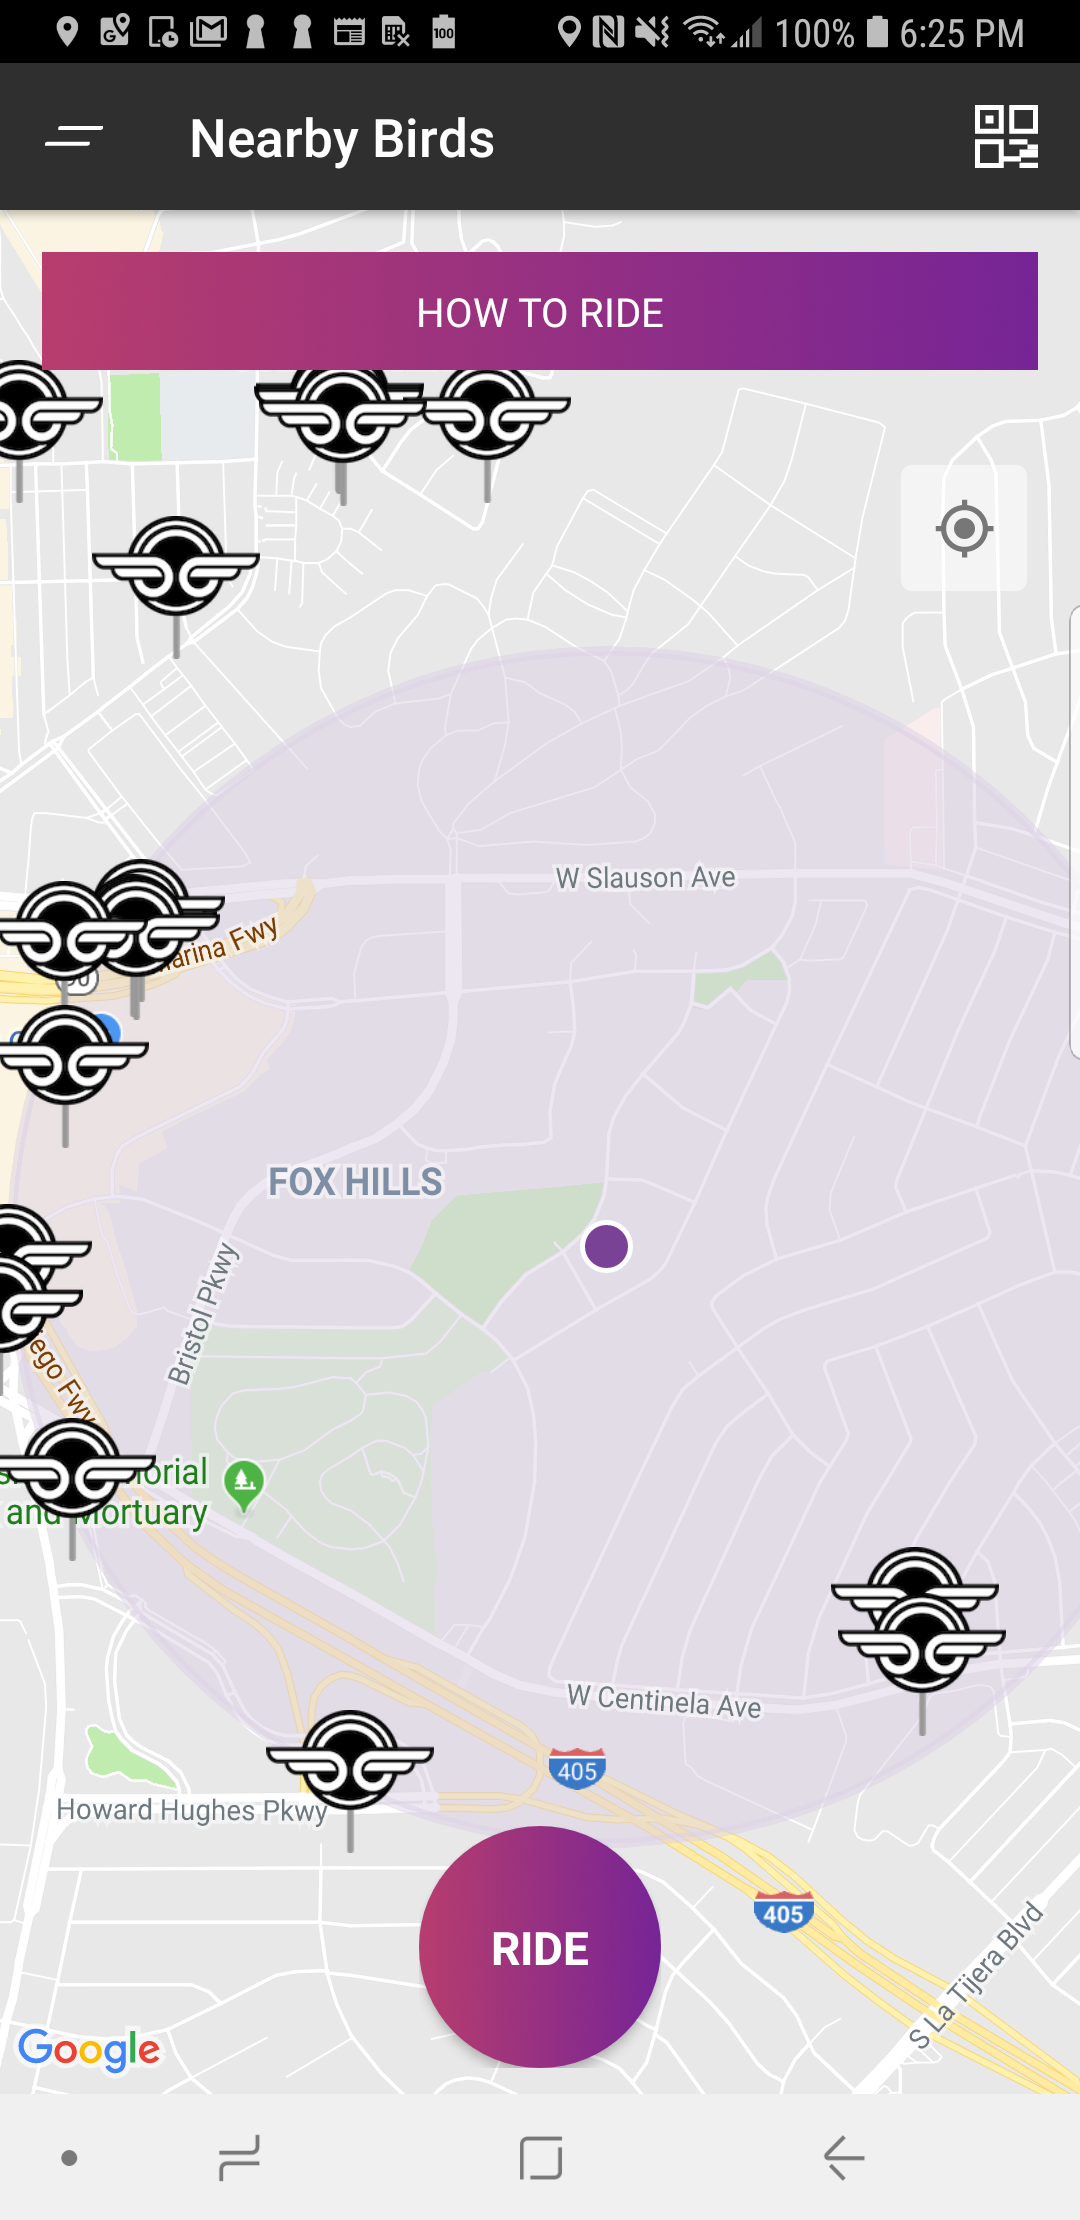 100% 6:25 PM
Nearby Birds
HOW TO RIDE
W Slauson Ave
arina Fwy
FOX HILLS
Bristol Pkwy
ego Fwy
orial
and Mortuary
W Centinela Ave
405
Howard Hughes Pkwy
405
RIDE
S La Tijera Blvd
Google